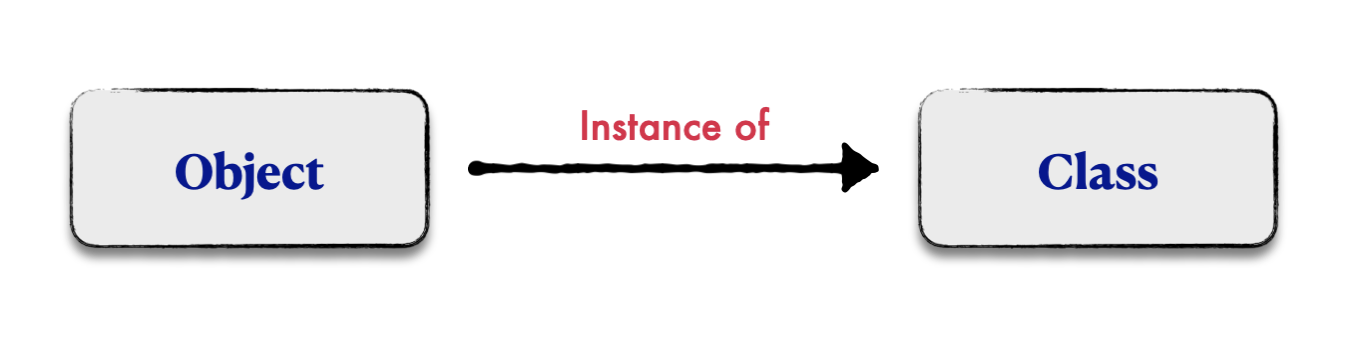 Instance of
Object
Class